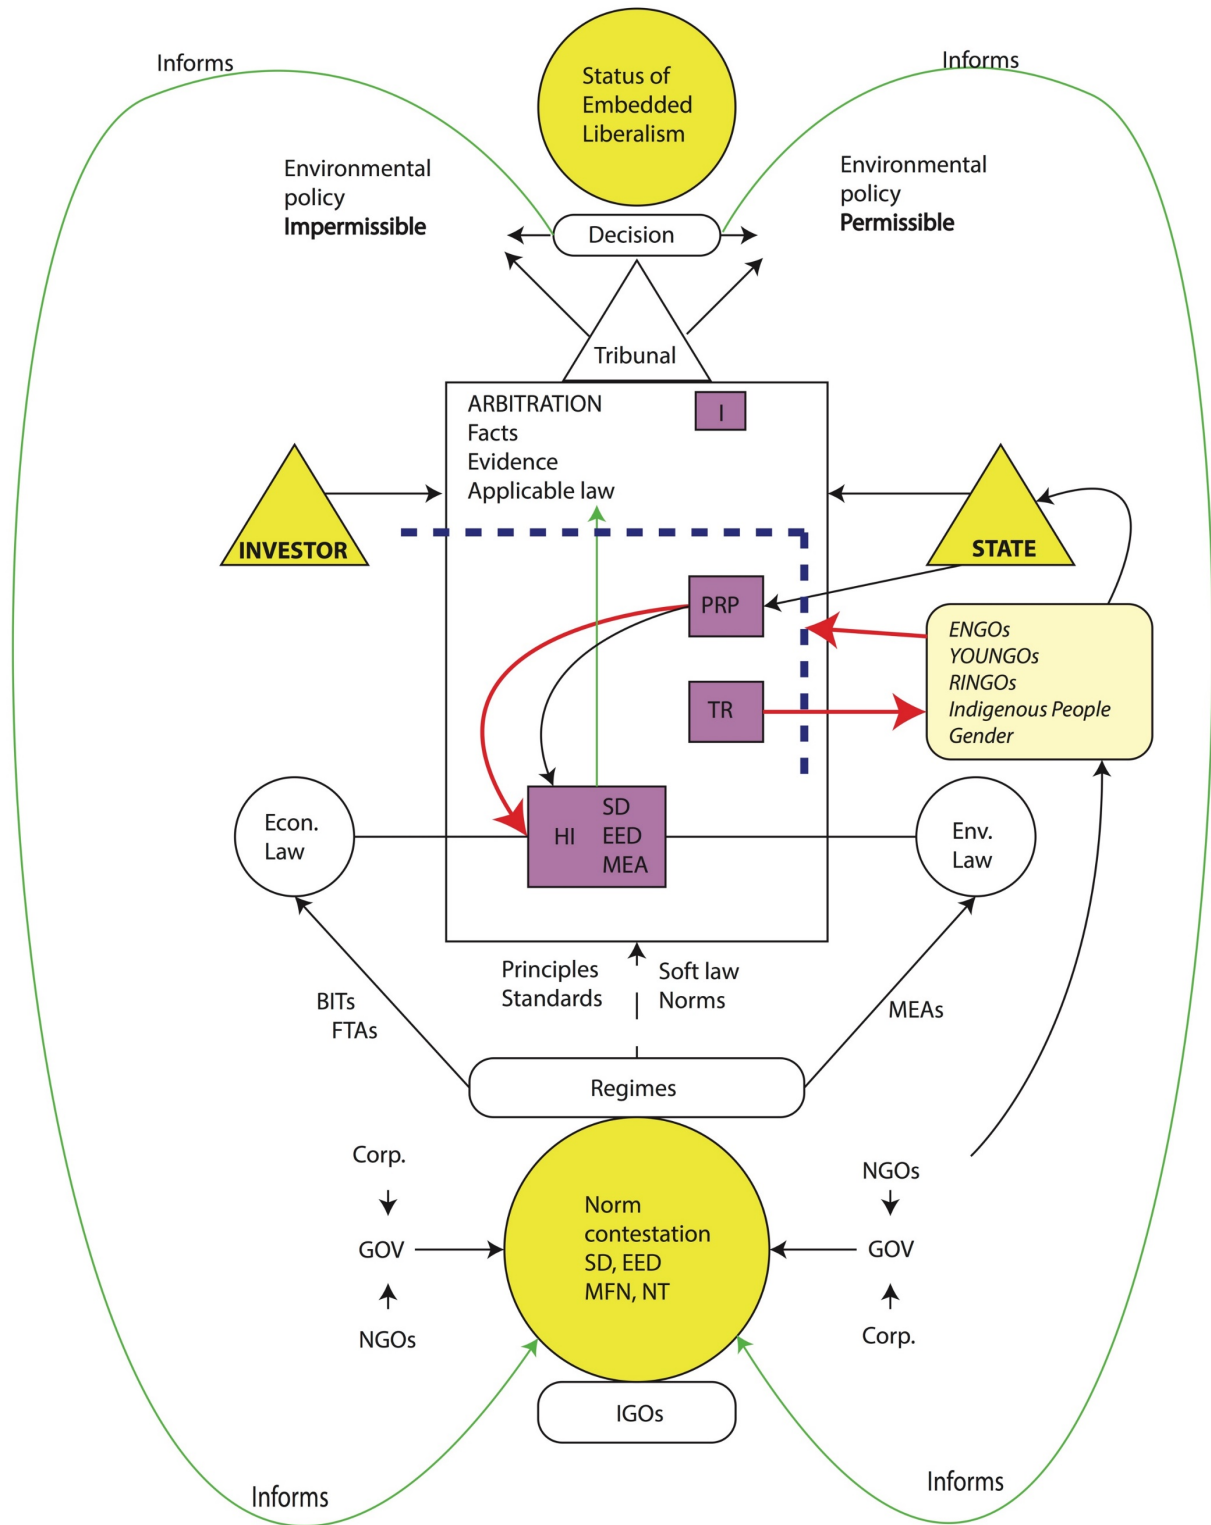 Informs
Informs
Status of
Embedded
Liberalism
Environmental
policy
Impermissible
Environmental
policy
Permissible
Decision
Tribunal
ARBITRATION
Facts
Evidence
Applicable law
I
INVESTOR
STATE
PRP
TR
ENGOs
YOUNGOs
RINGOs
Indigenous People
Gender
Econ.
Law
HI
SD
EED
MEA
Env.
Law
Principles
Standards
Soft law
Norms
BITs
FTAs
MEAs
Regimes
Corp.
GOV
NGOs
Norm
contestation
SD, EED
MFN, NT
NGOs
GOV
Corp.
IGOs
Informs
Informs